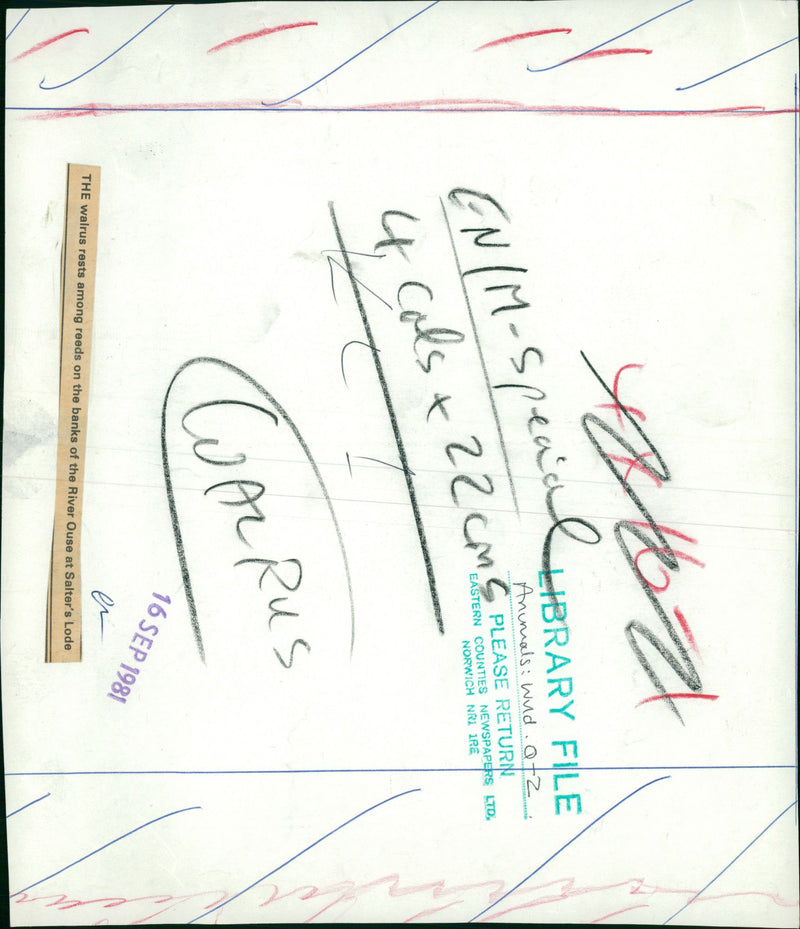 LIBRARY FILE
Animals: Wild. Q-Z
PLEASE RETURN
EASTERN COUNTIES NEWSPAPERS LTD.
NORWICH NR1 1RE
EN/M-Special
4 Cols x 22cms
WALRUS
16 SEP 1981
THE walrus rests among reeds on the banks of the River Ouse at Salter's Lode